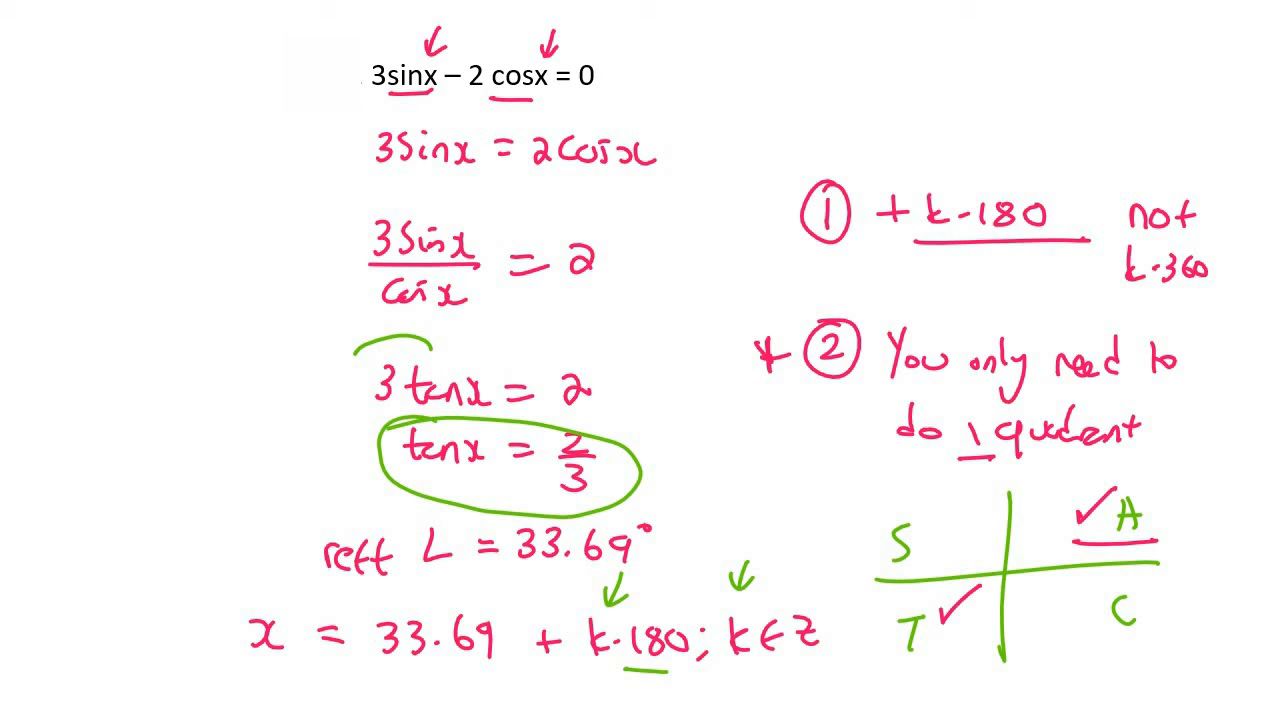 3sinx – 2 cosx = 0
3Sinx = 2Cosx
3Sinx
Cosx
= 2
3tanx = 2
tanx = 2/3
reff L = 33.69°
x = 33.69 + k.180; k∈Z
① + k.180 not
k.360
* ② You only need to
do 1 quadrant
S A
T C